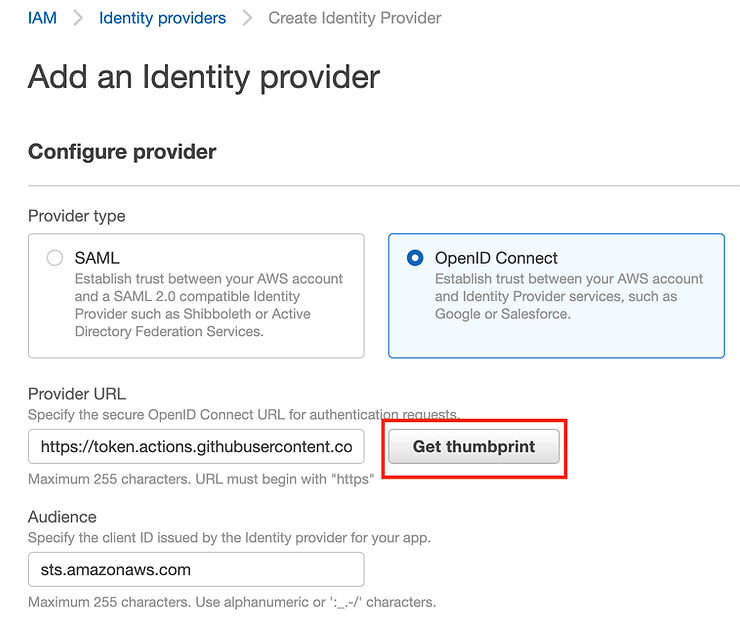 IAM > Identity providers > Create Identity Provider
Add an Identity provider
Configure provider
Provider type
SAML
Establish trust between your AWS account
and a SAML 2.0 compatible Identity
Provider such as Shibboleth or Active
Directory Federation Services.
OpenID Connect
Establish trust between your AWS account
and Identity Provider services, such as
Google or Salesforce.
Provider URL
Specify the secure OpenID Connect URL for authentication requests.
https://token.actions.githubusercontent.co
Get thumbprint
Maximum 255 characters. URL must begin with "https"
Audience
Specify the client ID issued by the Identity provider for your app.
sts.amazonaws.com
Maximum 255 characters. Use alphanumeric or ':_.-/' characters.